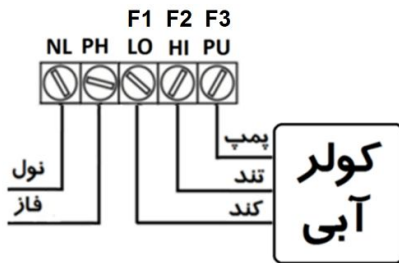 F1 F2 F3
NL PH LO HI PU
پمپ
تند
کند
نول
فاز
کولر
آبی